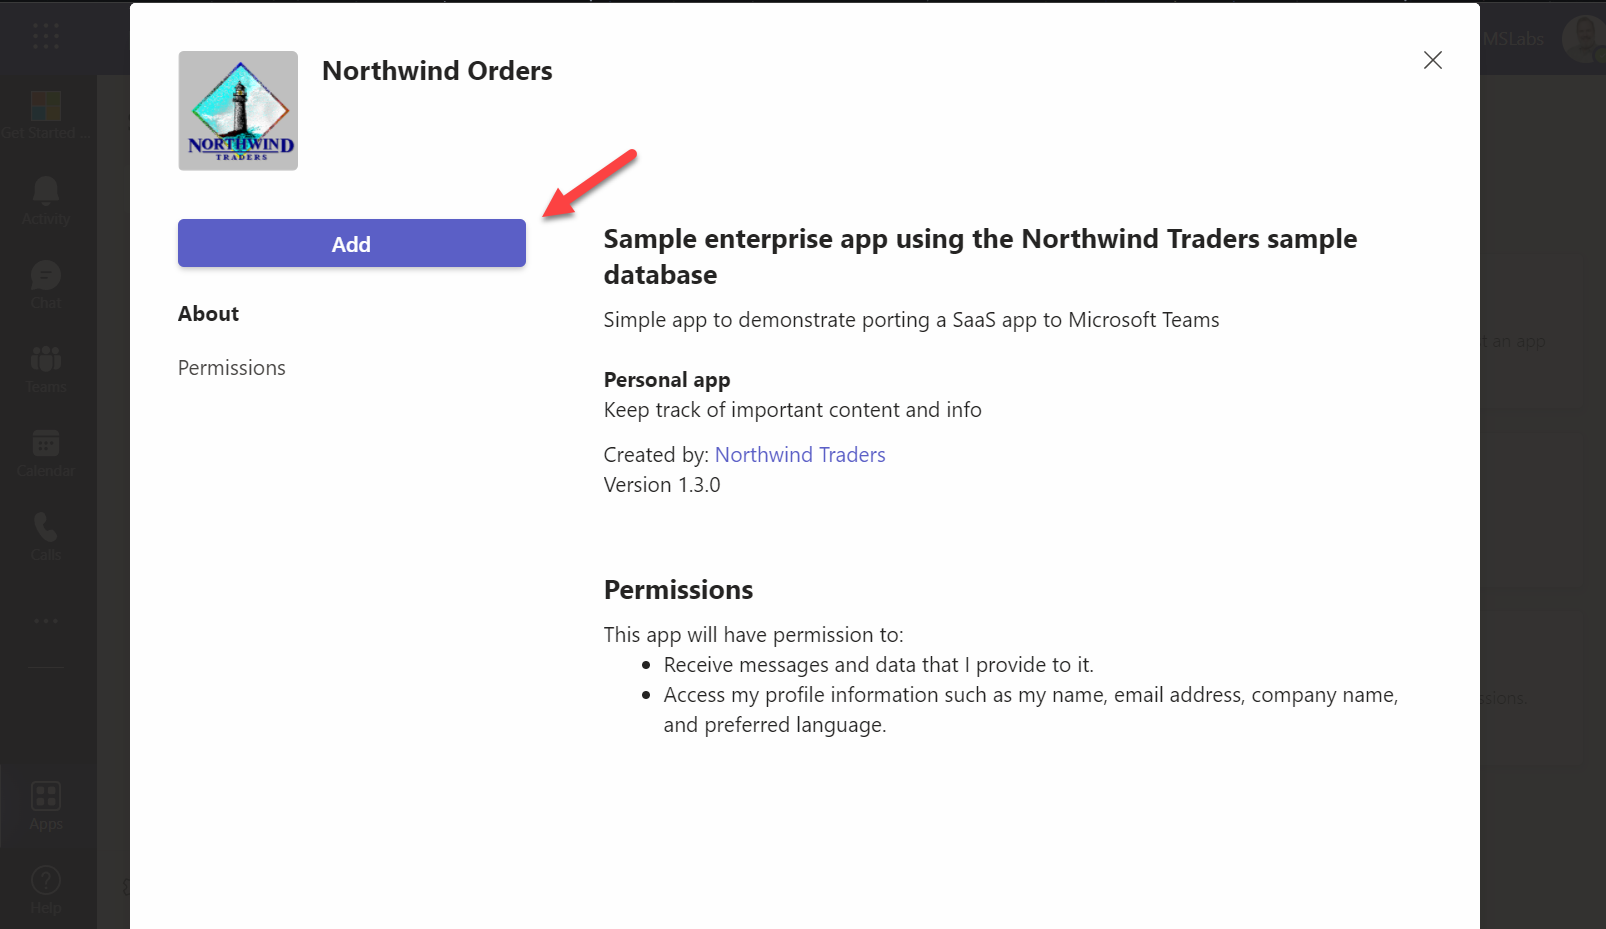 MSLabs
Get Started ...
Activity
Chat
Teams
Calendar
Calls
Apps
Help
NORTHWIND
TRADERS
Northwind Orders
Add
About
Permissions
Sample enterprise app using the Northwind Traders sample
database
Simple app to demonstrate porting a SaaS app to Microsoft Teams
Personal app
Keep track of important content and info
Created by: Northwind Traders
Version 1.3.0
Permissions
This app will have permission to:
• Receive messages and data that I provide to it.
• Access my profile information such as my name, email address, company name,
and preferred language.
an app